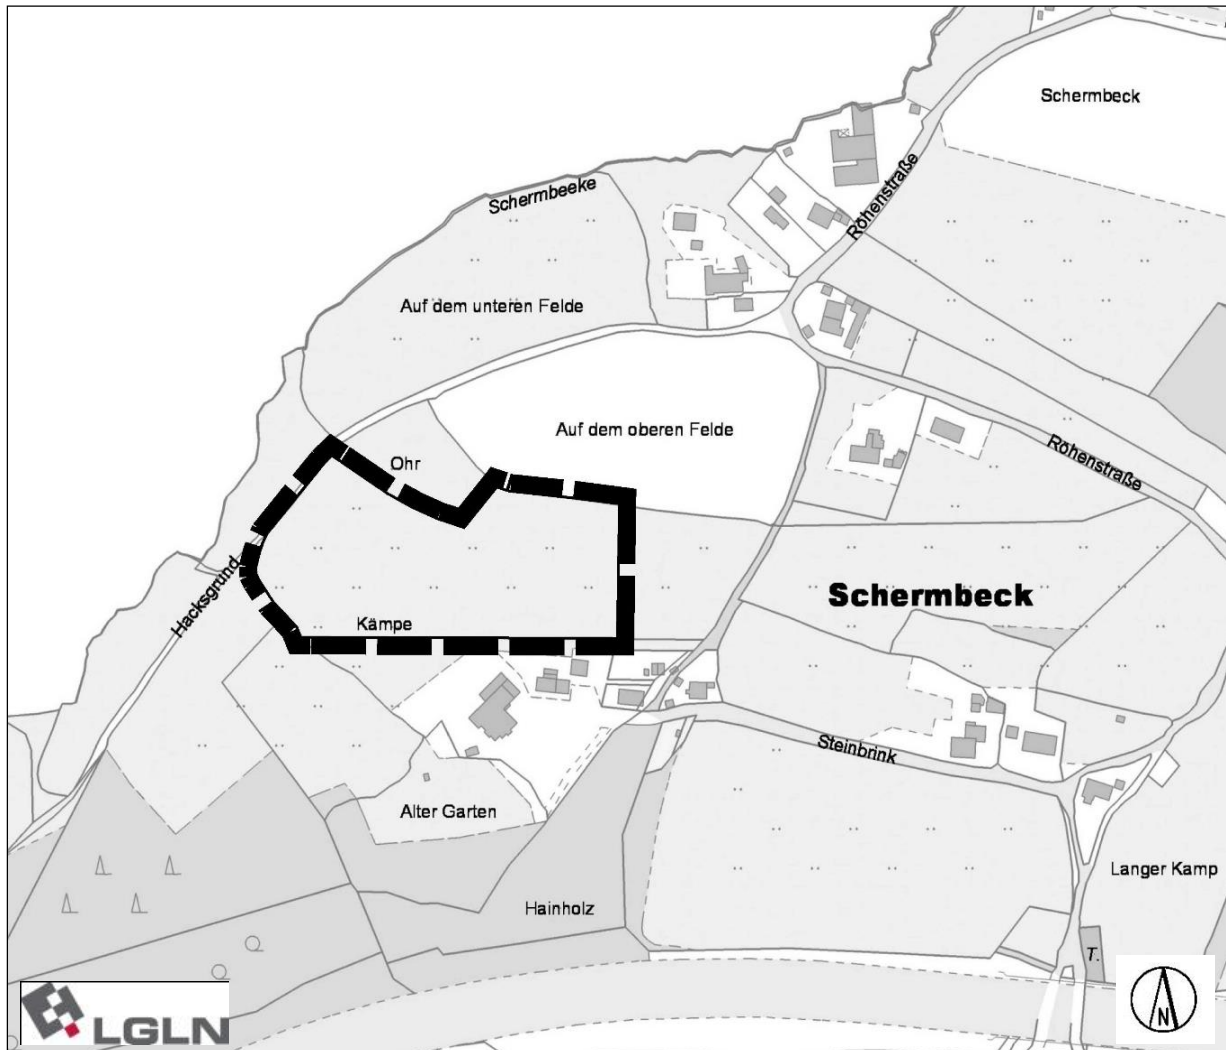 Schermbeck
Schermbeeke
Röhenstraße
Auf dem unteren Felde
Auf dem oberen Felde
Röhenstraße
Ohr
Hacksgrund
Kämpe
Schermbeck
Steinbrink
Alter Garten
Langer Kamp
Hainholz
T.
LGLN
N